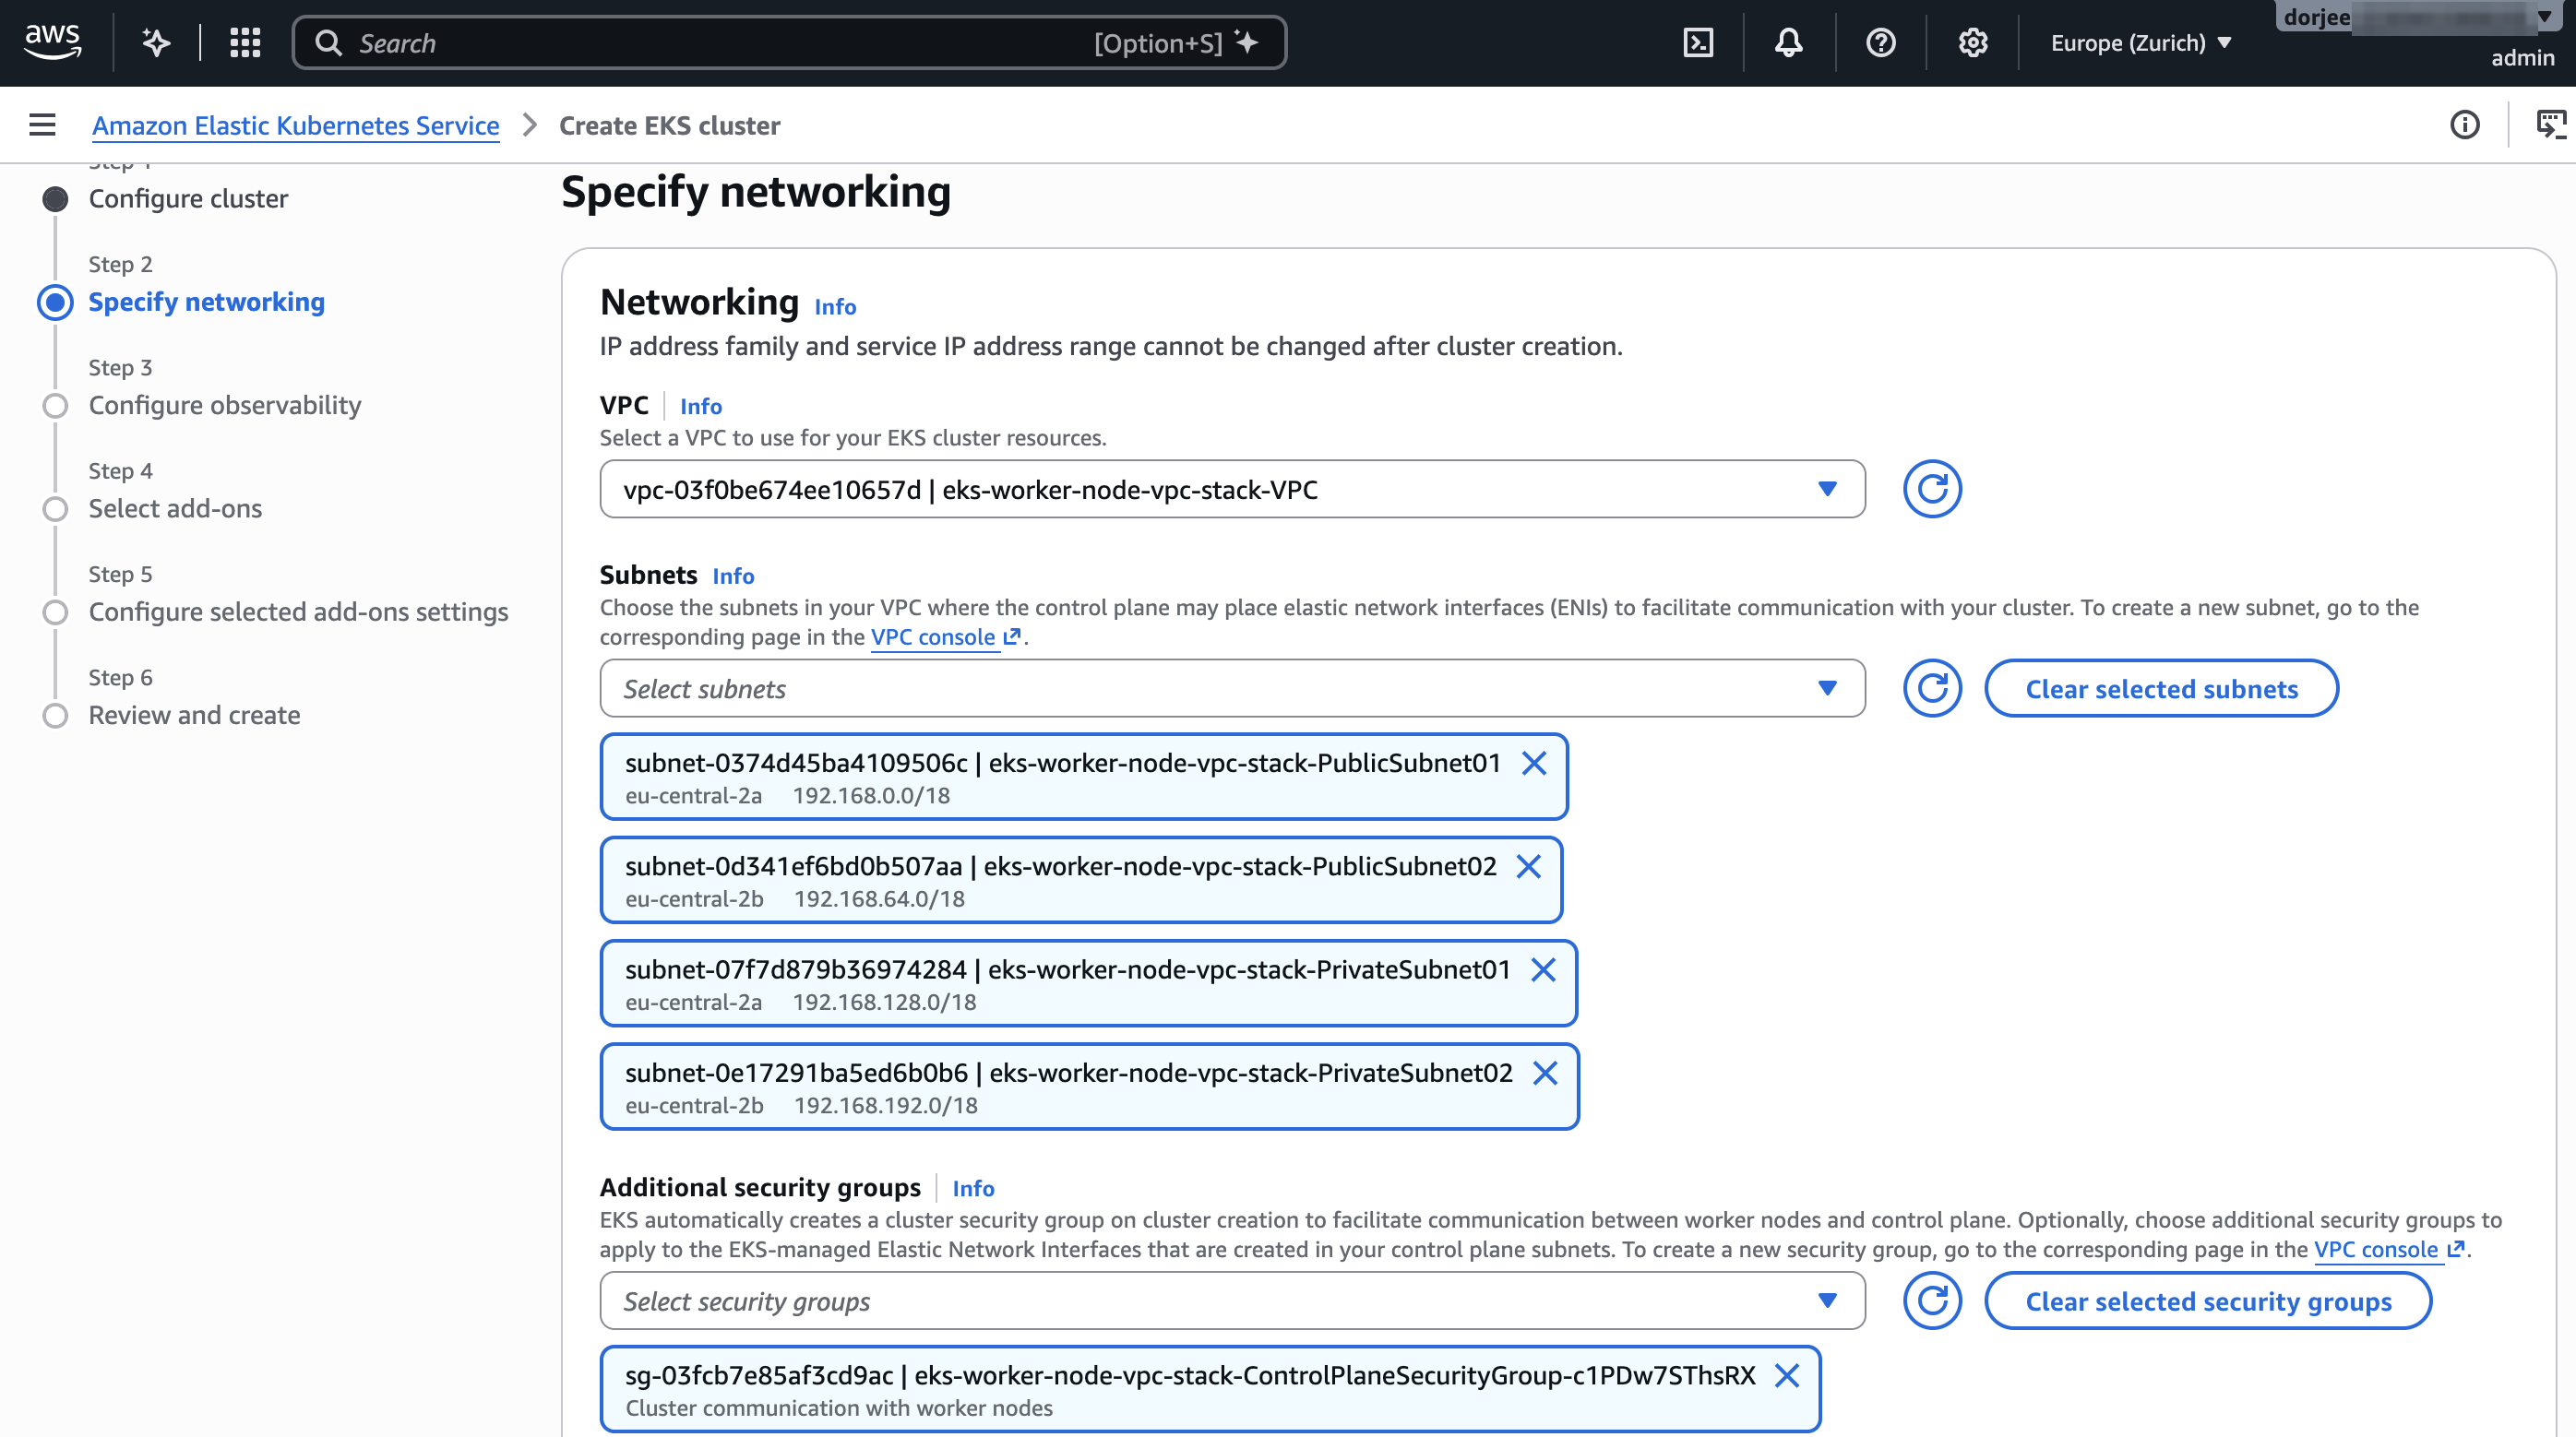 aws
Search [Option+S]
Europe (Zurich)
dorjee
admin
Amazon Elastic Kubernetes Service
Create EKS cluster
Configure cluster
Step 2
Specify networking
Step 3
Configure observability
Step 4
Select add-ons
Step 5
Configure selected add-ons settings
Step 6
Review and create
Specify networking
Networking Info
IP address family and service IP address range cannot be changed after cluster creation.
VPC Info
Select a VPC to use for your EKS cluster resources.
vpc-03f0be674ee10657d | eks-worker-node-vpc-stack-VPC
Subnets Info
Choose the subnets in your VPC where the control plane may place elastic network interfaces (ENIs) to facilitate communication with your cluster. To create a new subnet, go to the
corresponding page in the VPC console.
Select subnets
Clear selected subnets
subnet-0374d45ba4109506c | eks-worker-node-vpc-stack-PublicSubnet01
eu-central-2a 192.168.0.0/18
subnet-0d341ef6bd0b507aa | eks-worker-node-vpc-stack-PublicSubnet02
eu-central-2b 192.168.64.0/18
subnet-07f7d879b36974284 | eks-worker-node-vpc-stack-PrivateSubnet01
eu-central-2a 192.168.128.0/18
subnet-0e17291ba5ed6b0b6 | eks-worker-node-vpc-stack-PrivateSubnet02
eu-central-2b 192.168.192.0/18
Additional security groups Info
EKS automatically creates a cluster security group on cluster creation to facilitate communication between worker nodes and control plane. Optionally, choose additional security groups to
apply to the EKS-managed Elastic Network Interfaces that are created in your control plane subnets. To create a new security group, go to the corresponding page in the VPC console.
Select security groups
Clear selected security groups
sg-03fcb7e85af3cd9ac | eks-worker-node-vpc-stack-ControlPlaneSecurityGroup-c1PDw7SThsRX
Cluster communication with worker nodes